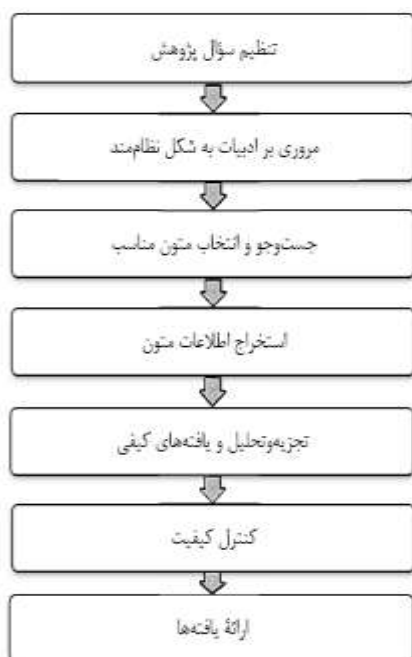 تنظیم سؤال پژوهش
مروری بر ادبیات به شکل نظام‌مند
جست‌وجو و انتخاب متون مناسب
استخراج اطلاعات متون
تجزیه‌وتحلیل و یافته‌های کیفی
کنترل کیفیت
ارائۀ یافته‌ها